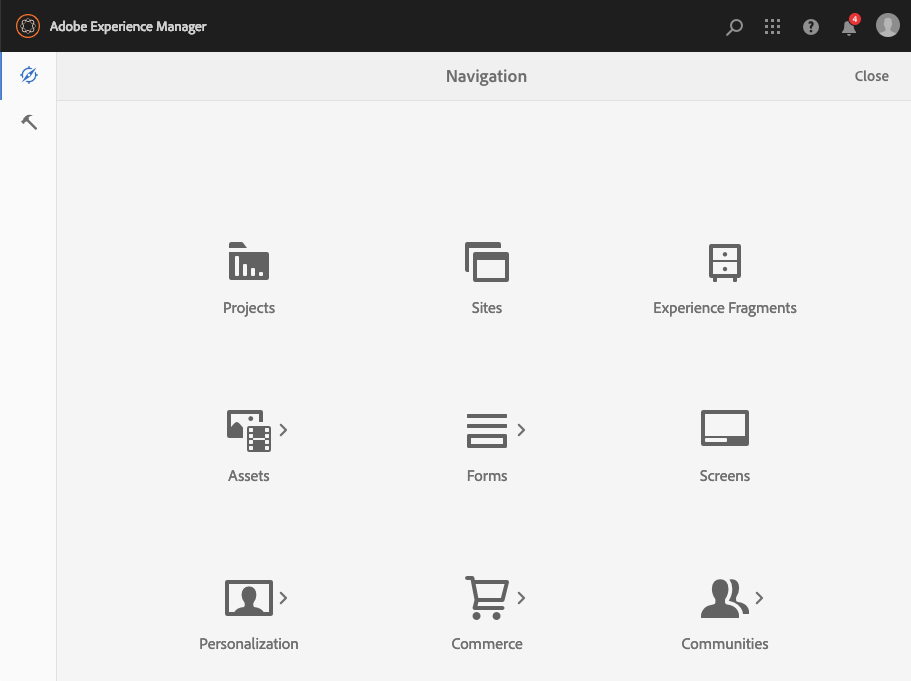 Adobe Experience Manager
4
Navigation
Close
Projects
Sites
Experience Fragments
Assets
Forms
Screens
Personalization
Commerce
Communities